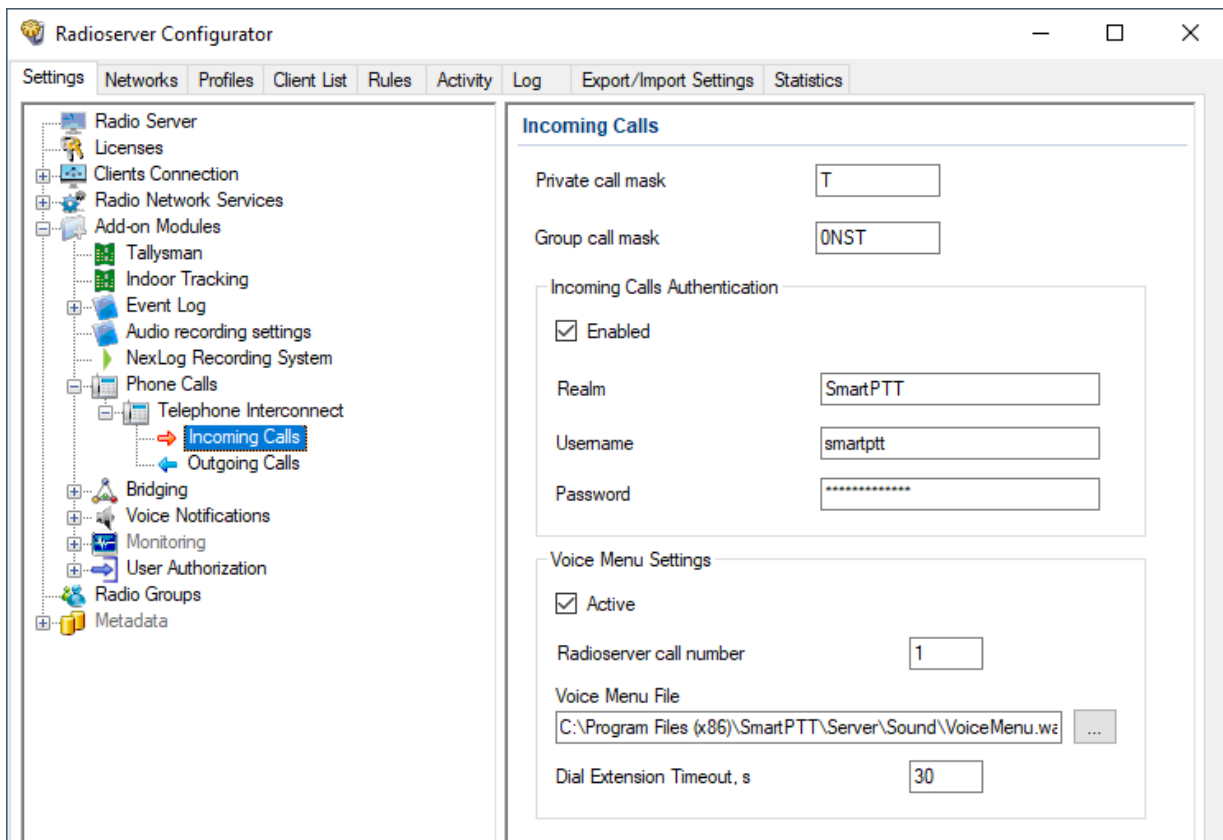 Radioserver Configurator
Settings Networks Profiles Client List Rules Activity Log Export/Import Settings Statistics
Radio Server
Licenses
Clients Connection
Radio Network Services
Add-on Modules
Tallysman
Indoor Tracking
Event Log
Audio recording settings
NexLog Recording System
Phone Calls
Telephone Interconnect
Incoming Calls
Outgoing Calls
Bridging
Voice Notifications
Monitoring
User Authorization
Radio Groups
Metadata
Incoming Calls
Private call mask T
Group call mask 0NST
Incoming Calls Authentication
Enabled
Realm SmartPTT
Username smartptt
Password *************
Voice Menu Settings
Active
Radioserver call number 1
Voice Menu File
C:\Program Files (x86)\SmartPTT\Server\Sound\VoiceMenu.wa ...
Dial Extension Timeout, s 30